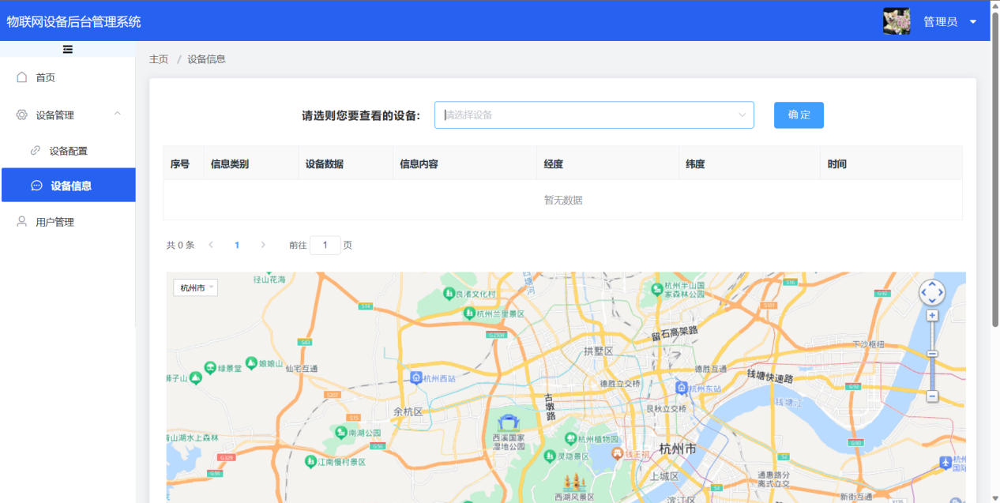 物联网设备后台管理系统
管理员
主页 / 设备信息
首页
设备管理
设备配置
设备信息
用户管理
请选则您要查看的设备:
请选择设备
确定
序号 信息类别 设备数据 信息内容 经度 纬度 时间
暂无数据
共 0 条 1 前往 1 页
杭州市
径山花海
良渚文化村
杭州半山国
家森林公园
S16
G92
S14
杭州兰里景区
S101
G2504
留石高架路
G83
拱墅区
下沙枢纽
绿景堂
娘娘山
仙宅互通
德胜互通
钱塘快速路
狮子山
杭州西站
德胜立交桥
杭州东站
G92
古墩路
钱塘江
S207
余杭区
艮秋立交桥
S15
南湖公园
西溪国家
湿地公园
杭州植物园
青山湖水上森林
G56
杭州市
G329
江南慢村景区
灵隐景区
钱王祠
上城区
通惠路分
离式立交
西湖风景区
滨江区
新街互通